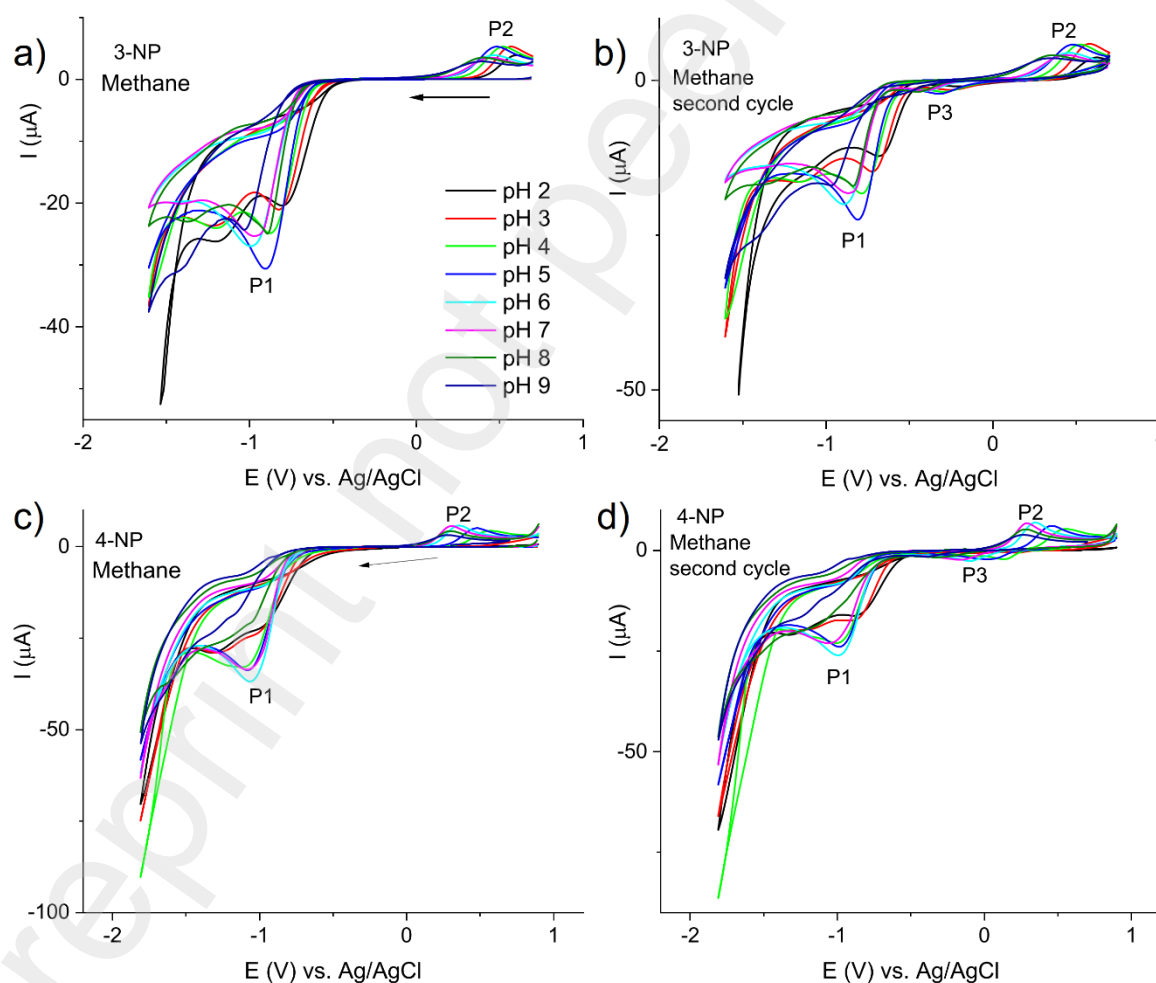 a)
3-NP
Methane
P2
P1
0
-20
-40
I (µA)
-2
-1
0
1
E (V) vs. Ag/AgCl
pH 2
pH 3
pH 4
pH 5
pH 6
pH 7
pH 8
pH 9
b)
3-NP
Methane
second cycle
P2
P3
P1
0
-50
I (µA)
-2
-1
0
1
E (V) vs. Ag/AgCl
c)
4-NP
Methane
P2
P1
0
-50
-100
I (µA)
-2
-1
0
1
E (V) vs. Ag/AgCl
d)
4-NP
Methane
second cycle
P2
P3
P1
0
-50
I (µA)
-2
-1
0
1
E (V) vs. Ag/AgCl
reprint not pee